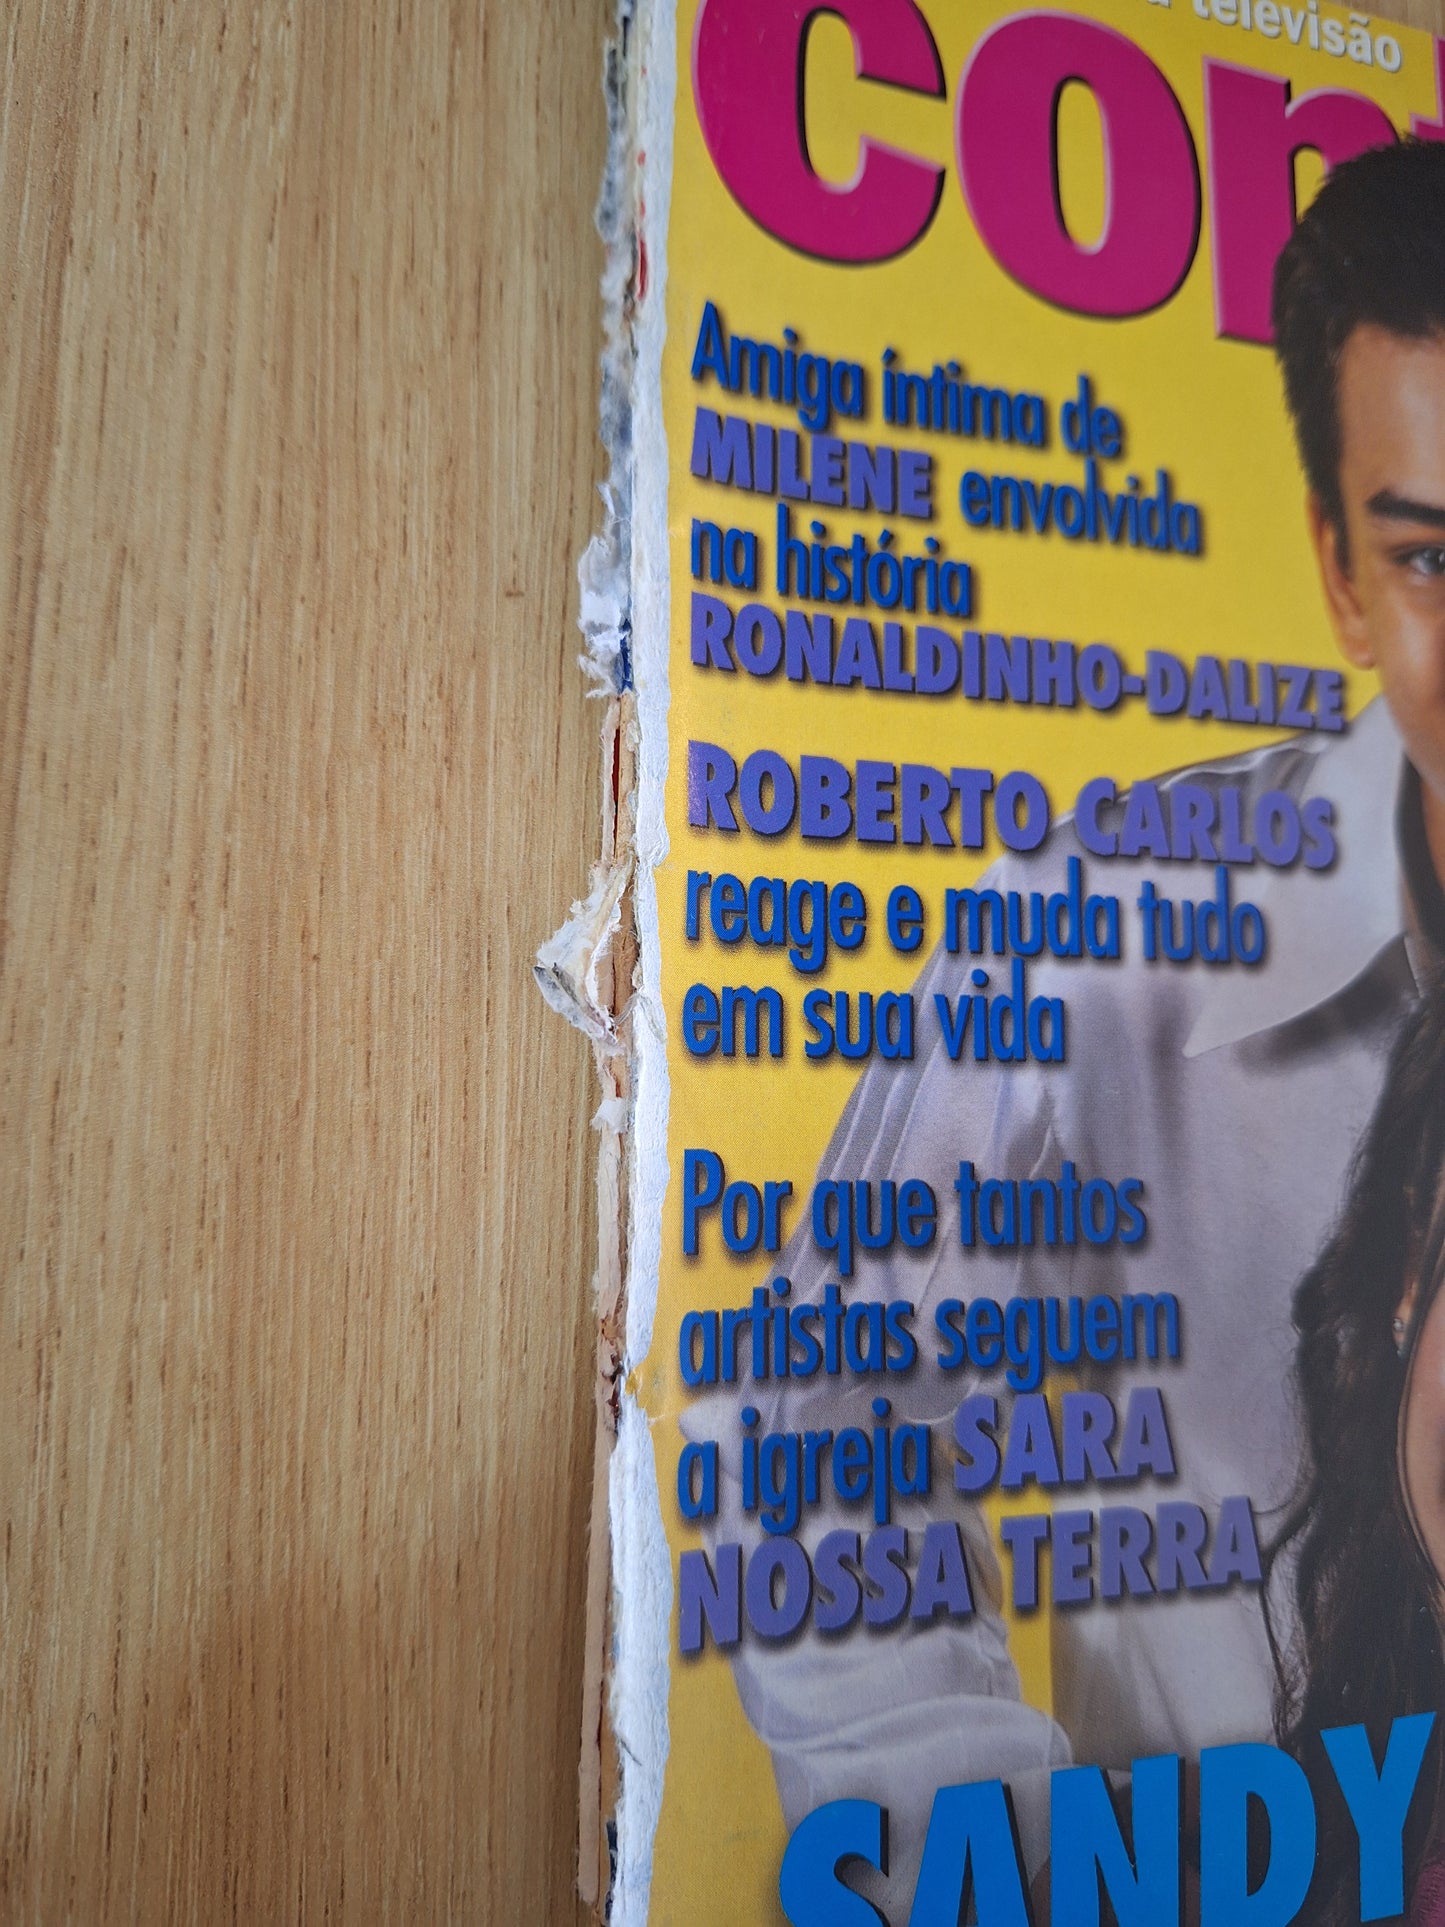 televisão
cont
Amiga íntima de
MILENE envolvida
na história
RONALDINHO-DALIZE
ROBERTO CARLOS
reage e muda tudo
em sua vida
Por que tantos
artistas seguem
a igreja SARA
NOSSA TERRA
SANDY